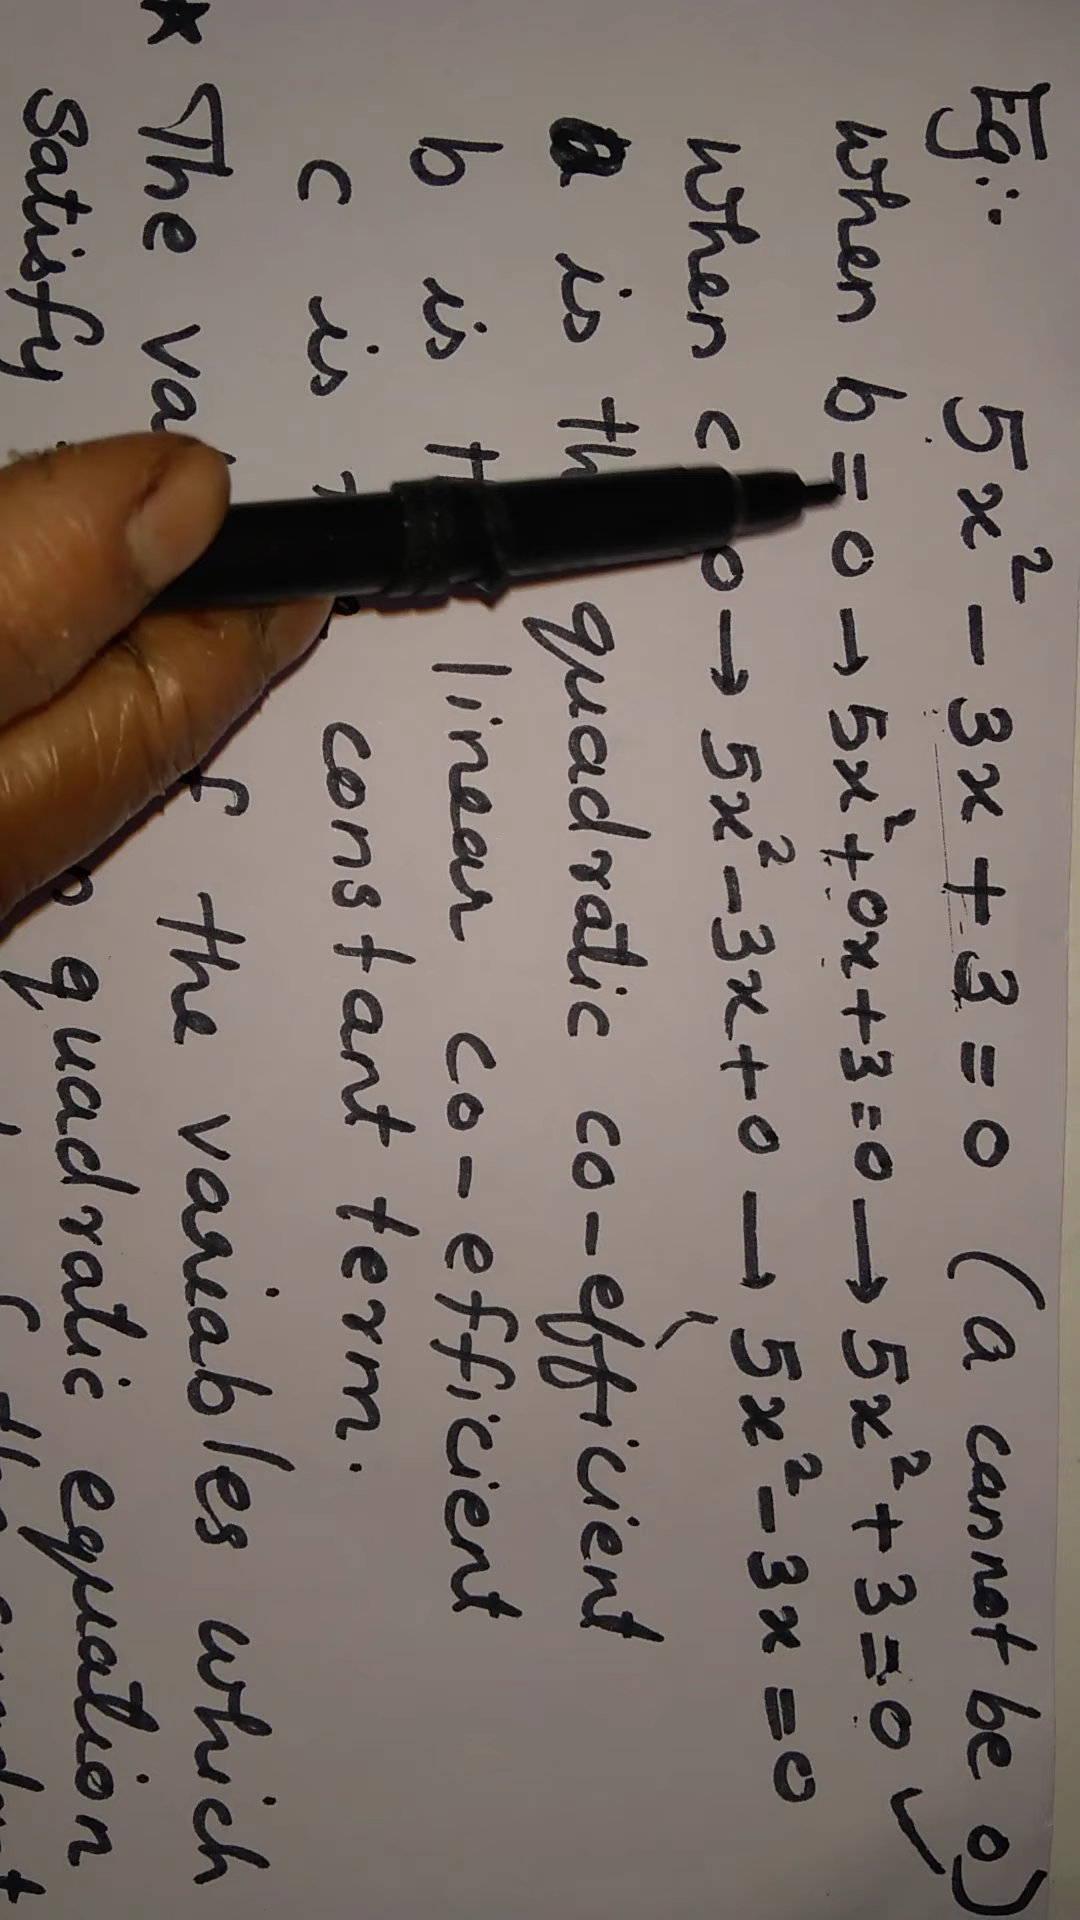 Eg:- 5x² - 3x + 3 = 0 (a cannot be 0)
when b = 0 → 5x² + 0x + 3 = 0 → 5x² + 3 = 0 ✓
when c 0 → 5x² - 3x + 0 → 5x² - 3x = 0
a is th quadratic co-efficient
b is t linear co-efficient
c is constant term.
* The va f the variables which
satisfy quadratic equation